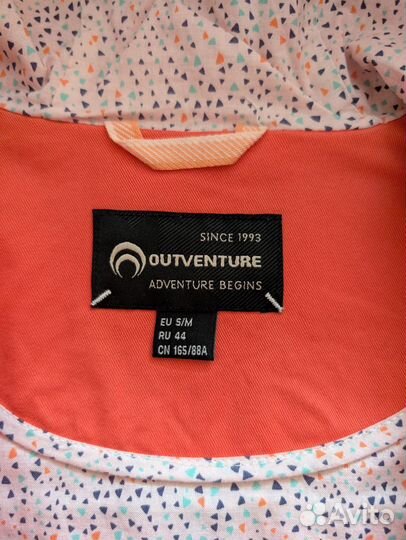 SINCE 1993
OUTVENTURE
ADVENTURE BEGINS
EU S/M
RU 44
CN 165/88A
Avito